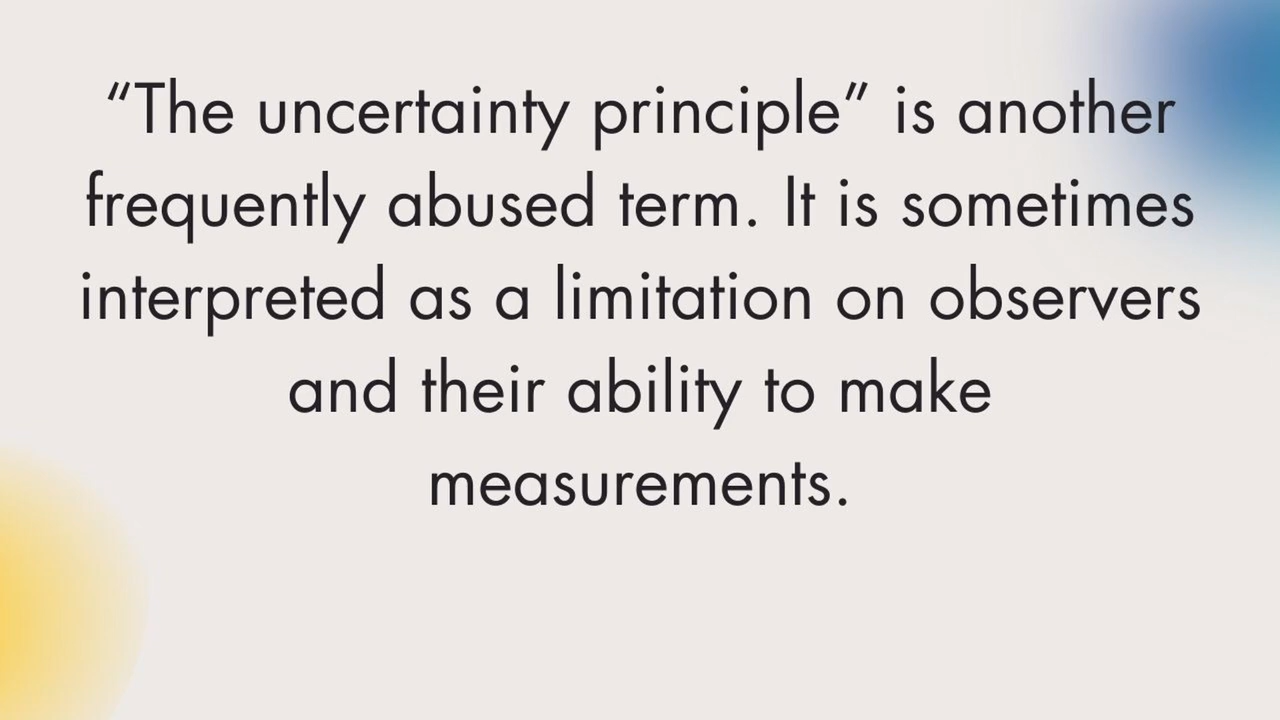 “The uncertainty principle” is another
frequently abused term. It is sometimes
interpreted as a limitation on observers
and their ability to make
measurements.